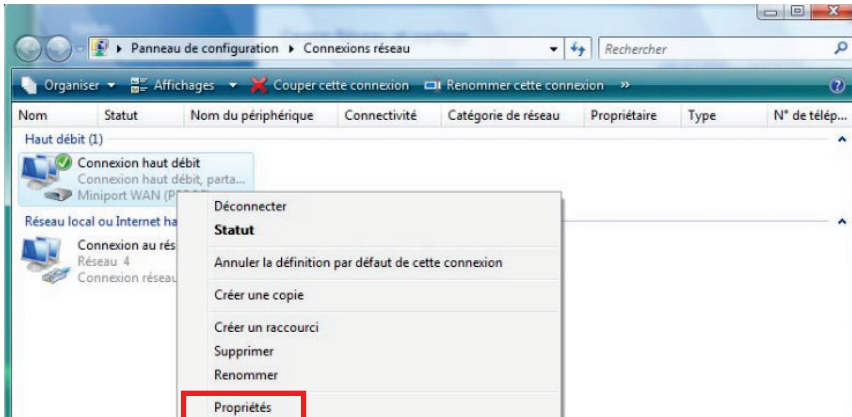 Panneau de configuration Connexions réseau Rechercher
Organiser Affichages Couper cette connexion Renommer cette connexion »
Nom Statut Nom du périphérique Connectivité Catégorie de réseau Propriétaire Type N° de télép...
Haut débit (1)
Connexion haut débit
Connexion haut débit, parta...
Miniport WAN
Réseau local ou Internet ha
Connexion au rés
Réseau 4
Connexion réseau
Déconnecter
Statut
Annuler la définition par défaut de cette connexion
Créer une copie
Créer un raccourci
Supprimer
Renommer
Propriétés